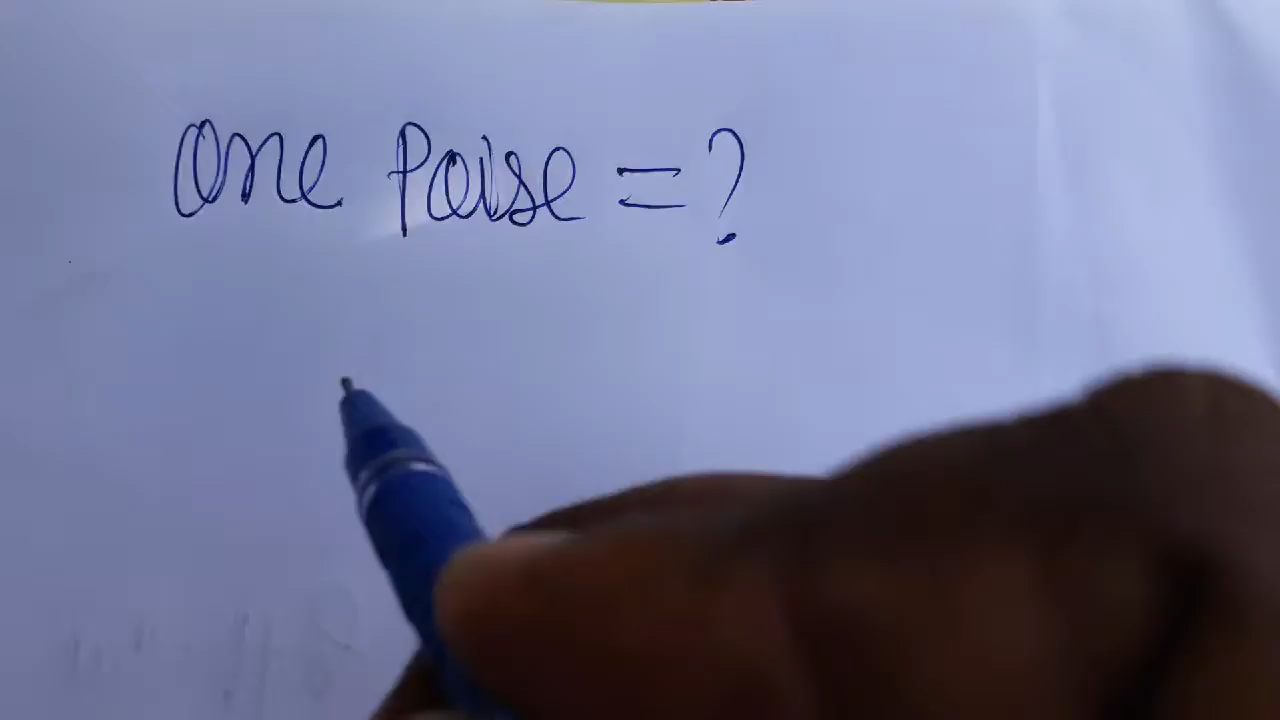 One Poise = ?